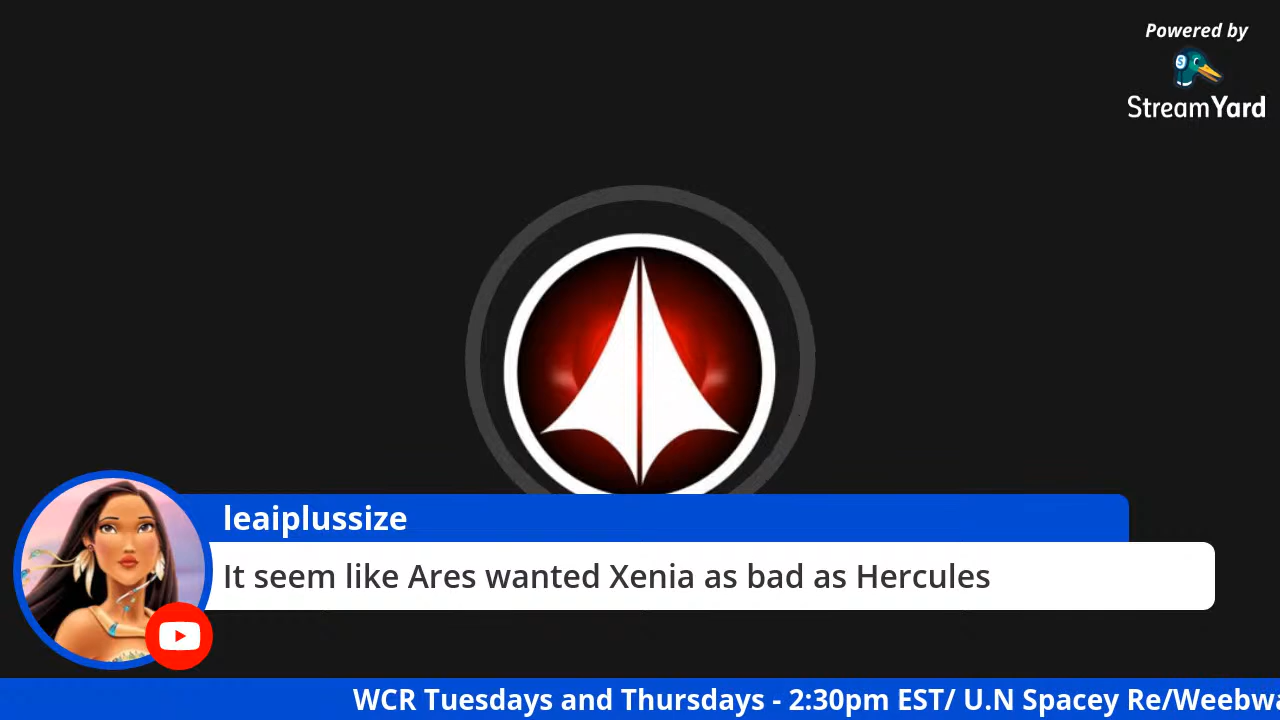 Powered by
StreamYard
leaiplussize
It seem like Ares wanted Xenia as bad as Hercules
WCR Tuesdays and Thursdays - 2:30pm EST/ U.N Spacey Re/Weebwa